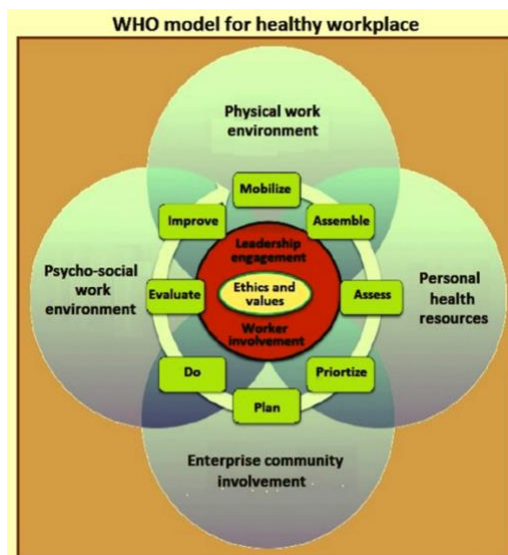 WHO model for healthy workplace
Physical work
environment
Mobilize
Improve
Assemble
Leadership
engagement
Psycho-social
work
environment
Evaluate
Ethics and
values
Assess
Personal
health
resources
Worker
involvement
Do
Priortize
Plan
Enterprise community
involvement